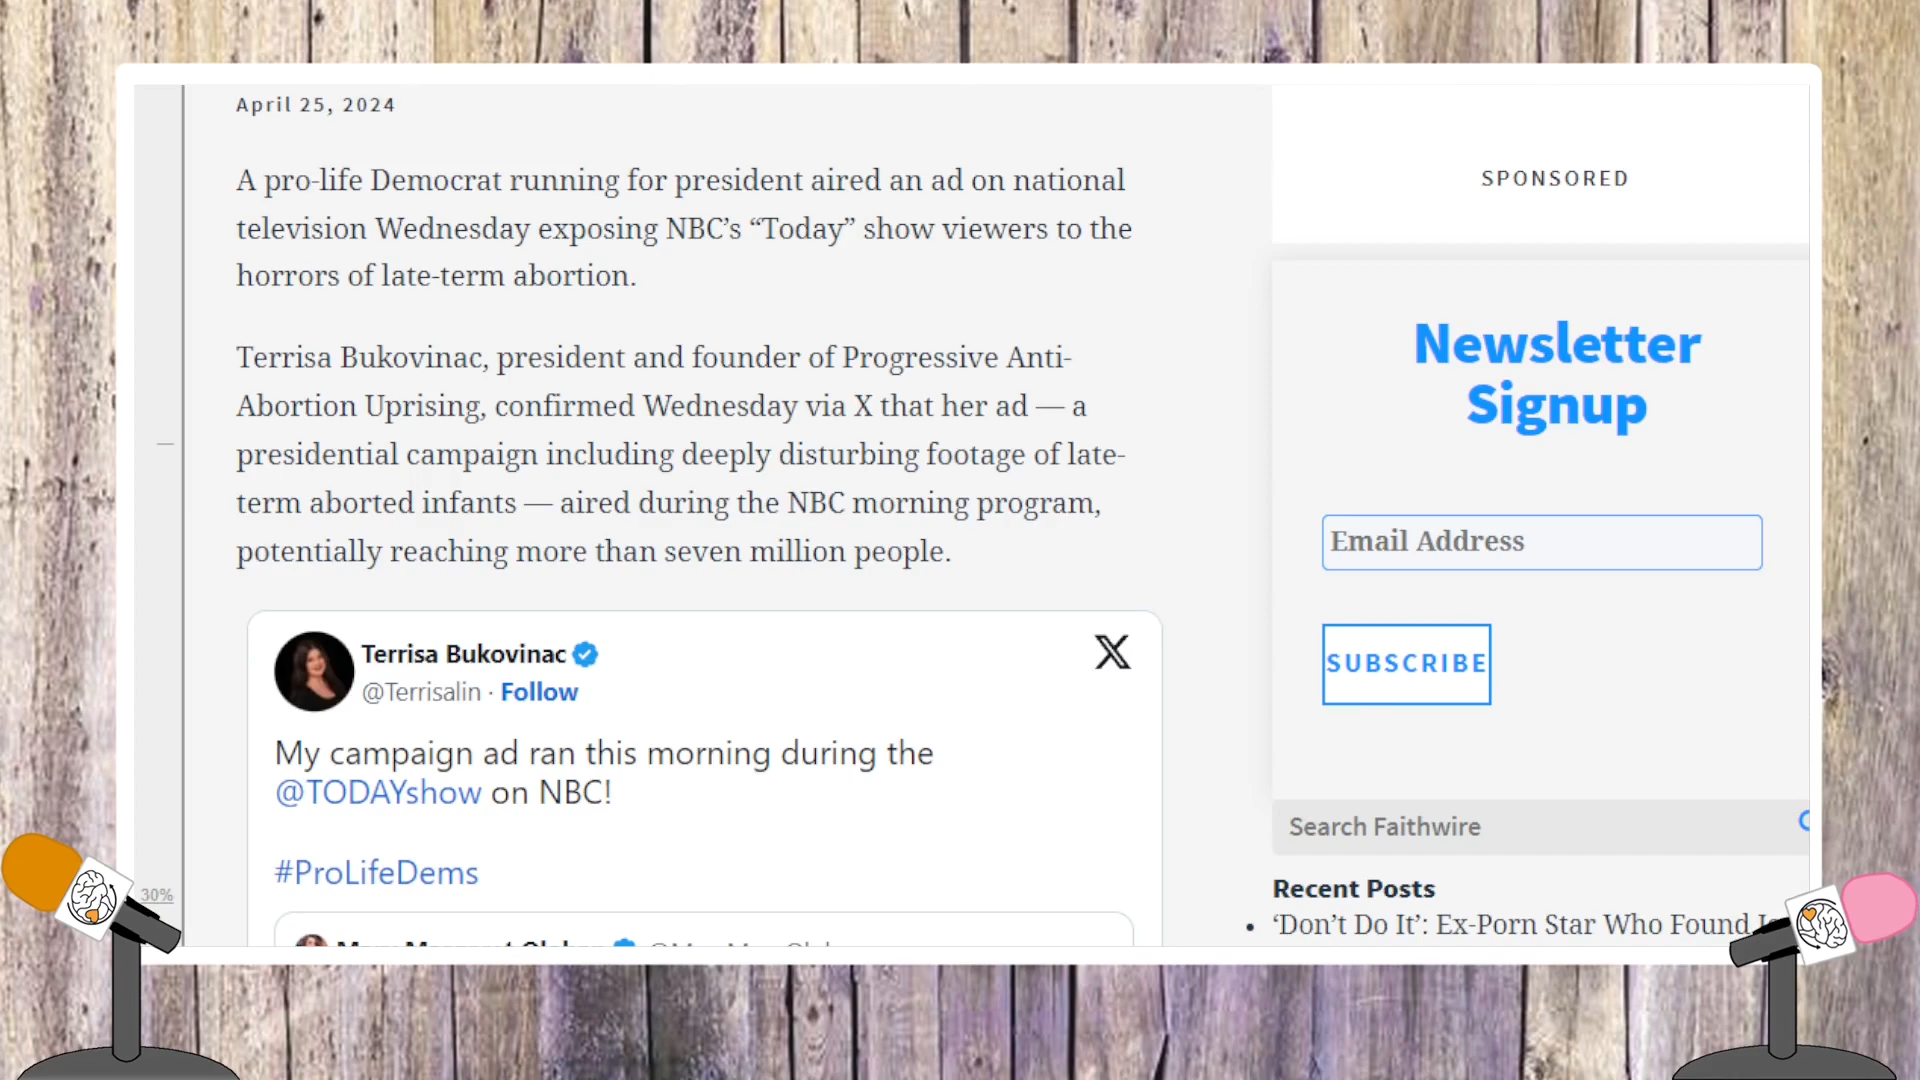 April 25, 2024
A pro-life Democrat running for president aired an ad on national
television Wednesday exposing NBC’s “Today” show viewers to the
horrors of late-term abortion.
Terrisa Bukovinac, president and founder of Progressive Anti-
Abortion Uprising, confirmed Wednesday via X that her ad — a
presidential campaign including deeply disturbing footage of late-
term aborted infants — aired during the NBC morning program,
potentially reaching more than seven million people.
Terrisa Bukovinac
@Terrisalin · Follow
My campaign ad ran this morning during the
@TODAYshow on NBC!
#ProLifeDems
30%
SPONSORED
Newsletter
Signup
Email Address
SUBSCRIBE
Search Faithwire
Recent Posts
• ‘Don’t Do It’: Ex-Porn Star Who Found